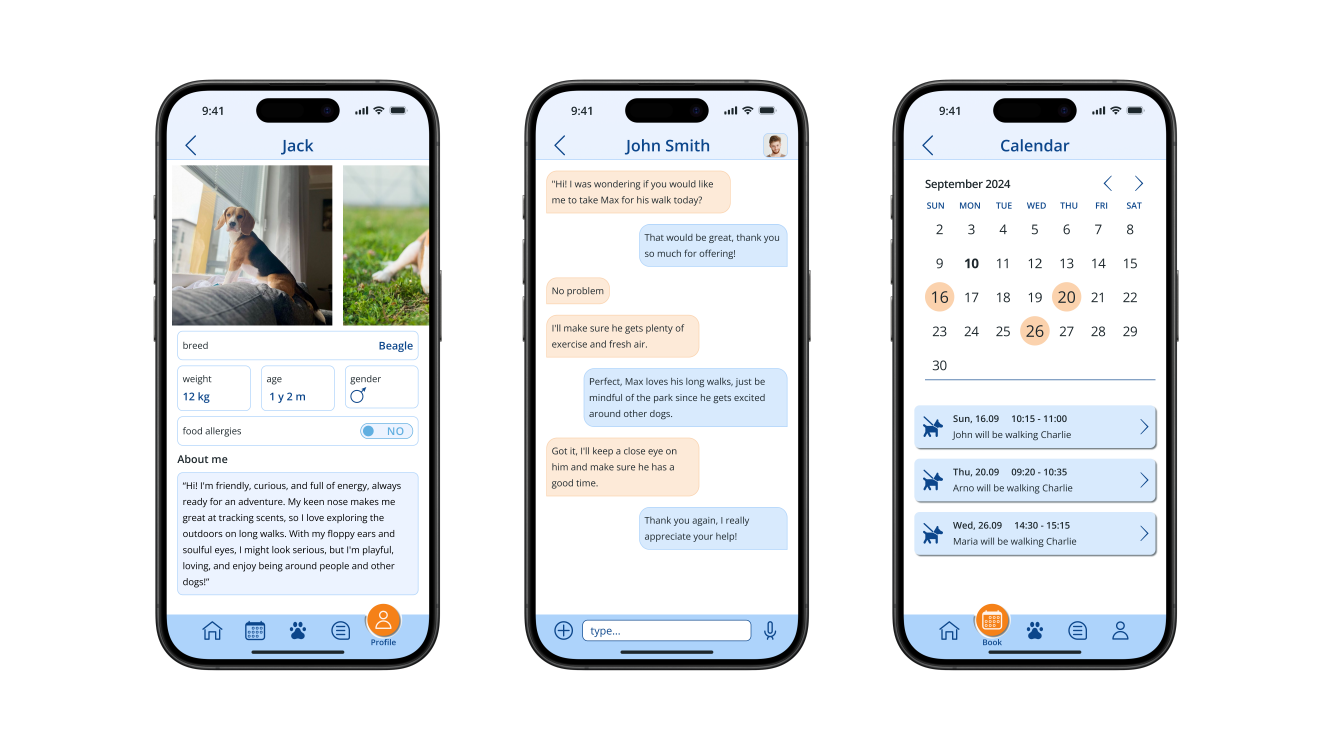 9:41
Jack
breed
Beagle
weight
12 kg
age
1 y 2 m
gender
food allergies
NO
About me
"Hi! I'm friendly, curious, and full of energy, always
ready for an adventure. My keen nose makes me
great at tracking scents, so I love exploring the
outdoors on long walks. With my floppy ears and
soulful eyes, I might look serious, but I'm playful,
loving, and enjoy being around people and other
dogs!"
Profile
9:41
John Smith
"Hi! I was wondering if you would like
me to take Max for his walk today?
That would be great, thank you
so much for offering!
No problem
I'll make sure he gets plenty of
exercise and fresh air.
Perfect, Max loves his long walks, just be
mindful of the park since he gets excited
around other dogs.
Got it, I'll keep a close eye on
him and make sure he has a
good time.
Thank you again, I really
appreciate your help!
type...
9:41
Calendar
September 2024
SUN MON TUE WED THU FRI SAT
2 3 4 5 6 7 8
9 10 11 12 13 14 15
16 17 18 19 20 21 22
23 24 25 26 27 28 29
30
Sun, 16.09 10:15 - 11:00
John will be walking Charlie
Thu, 20.09 09:20 - 10:35
Arno will be walking Charlie
Wed, 26.09 14:30 - 15:15
Maria will be walking Charlie
Book